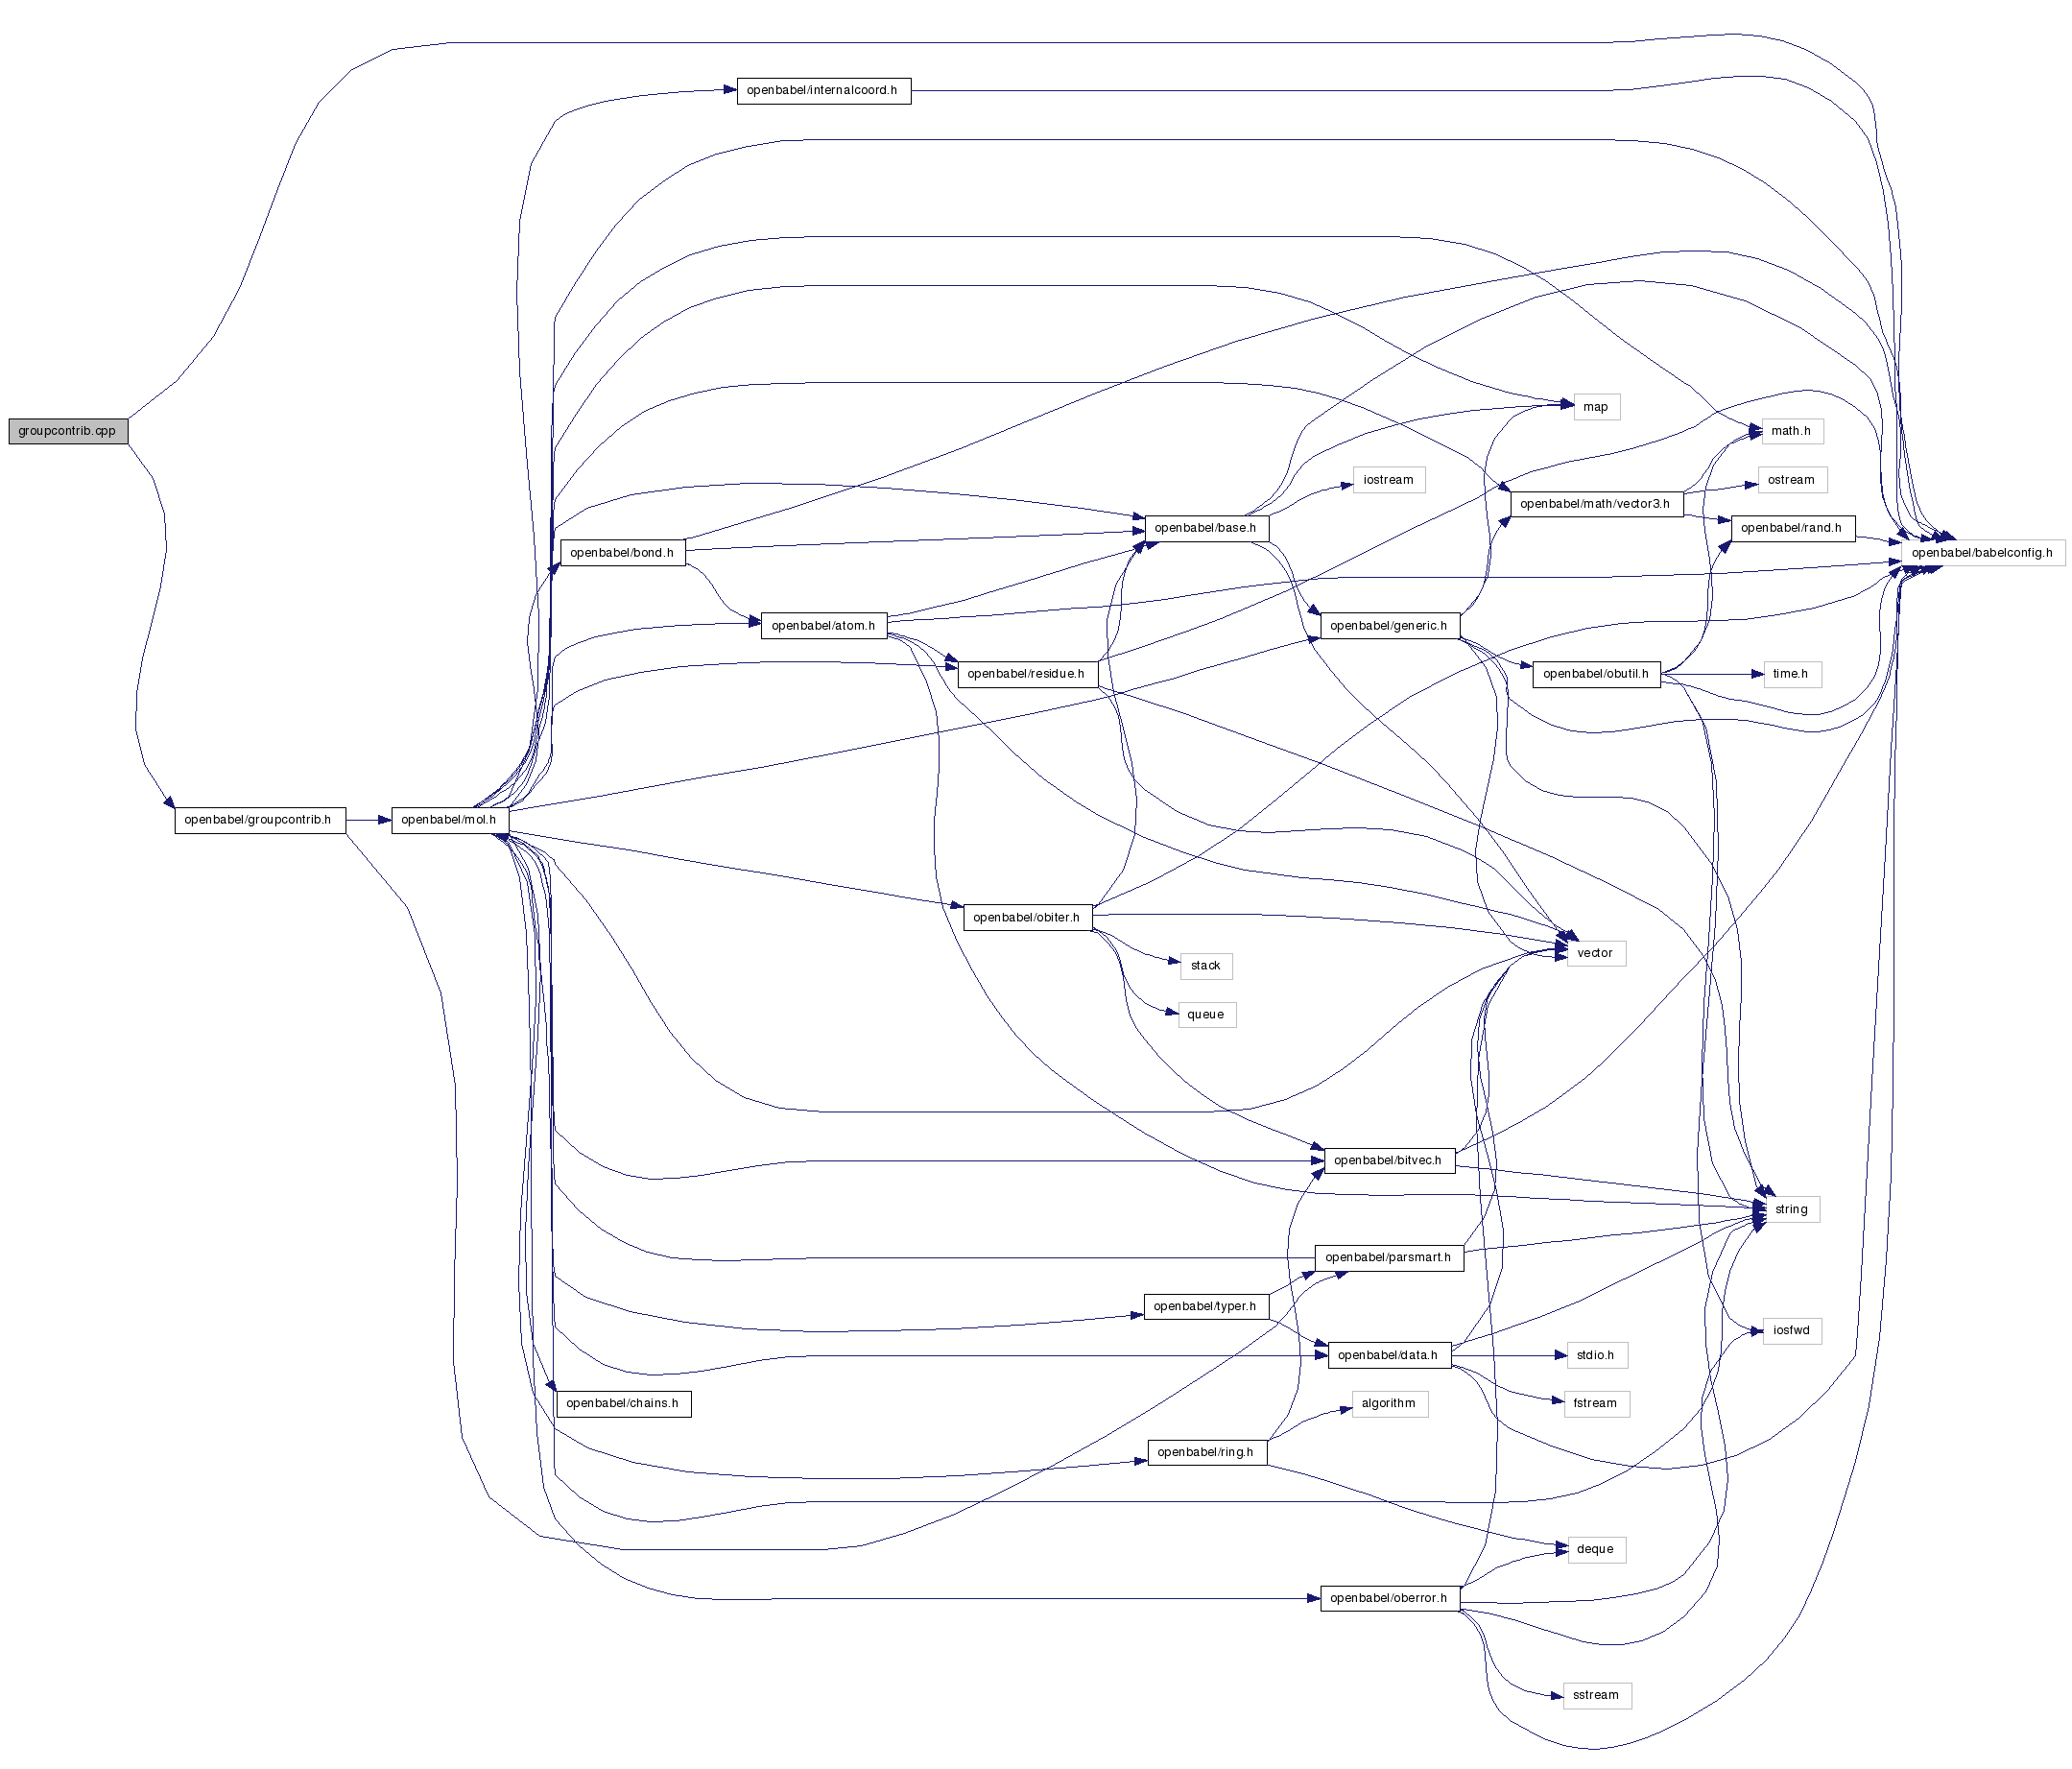 openbabel/internalcoord.h
map
groupcontrib.cpp
math.h
iostream
ostream
openbabel/math/vector3.h
openbabel/base.h
openbabel/rand.h
openbabel/bond.h
openbabel/babelconfig.h
openbabel/atom.h
openbabel/generic.h
openbabel/residue.h
openbabel/obutil.h
time.h
openbabel/groupcontrib.h
openbabel/mol.h
openbabel/obiter.h
vector
stack
queue
openbabel/bitvec.h
string
openbabel/parsmart.h
openbabel/typer.h
iosfwd
openbabel/data.h
stdio.h
openbabel/chains.h
algorithm
fstream
openbabel/ring.h
deque
openbabel/oberror.h
sstream